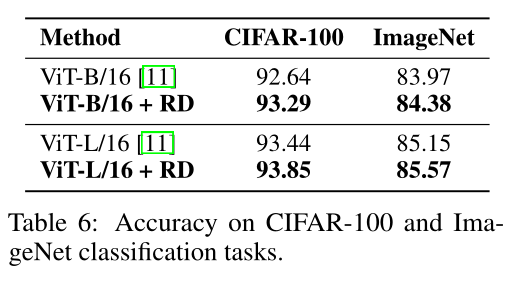 Method CIFAR-100 ImageNet
ViT-B/16 [11] 92.64 83.97
ViT-B/16 + RD 93.29 84.38
ViT-L/16 [11] 93.44 85.15
ViT-L/16 + RD 93.85 85.57
Table 6: Accuracy on CIFAR-100 and Ima-
geNet classification tasks.